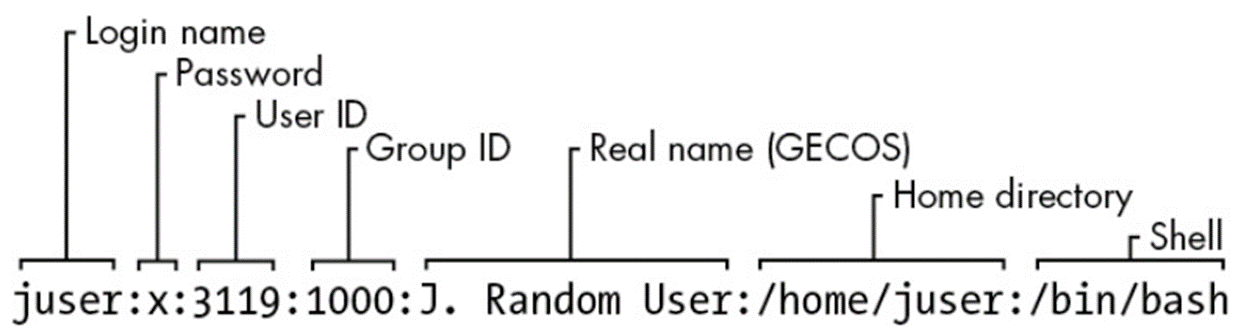 Login name
Password
User ID
Group ID
Real name (GECOS)
Home directory
Shell
juser:x:3119:1000:J. Random User:/home/juser:/bin/bash